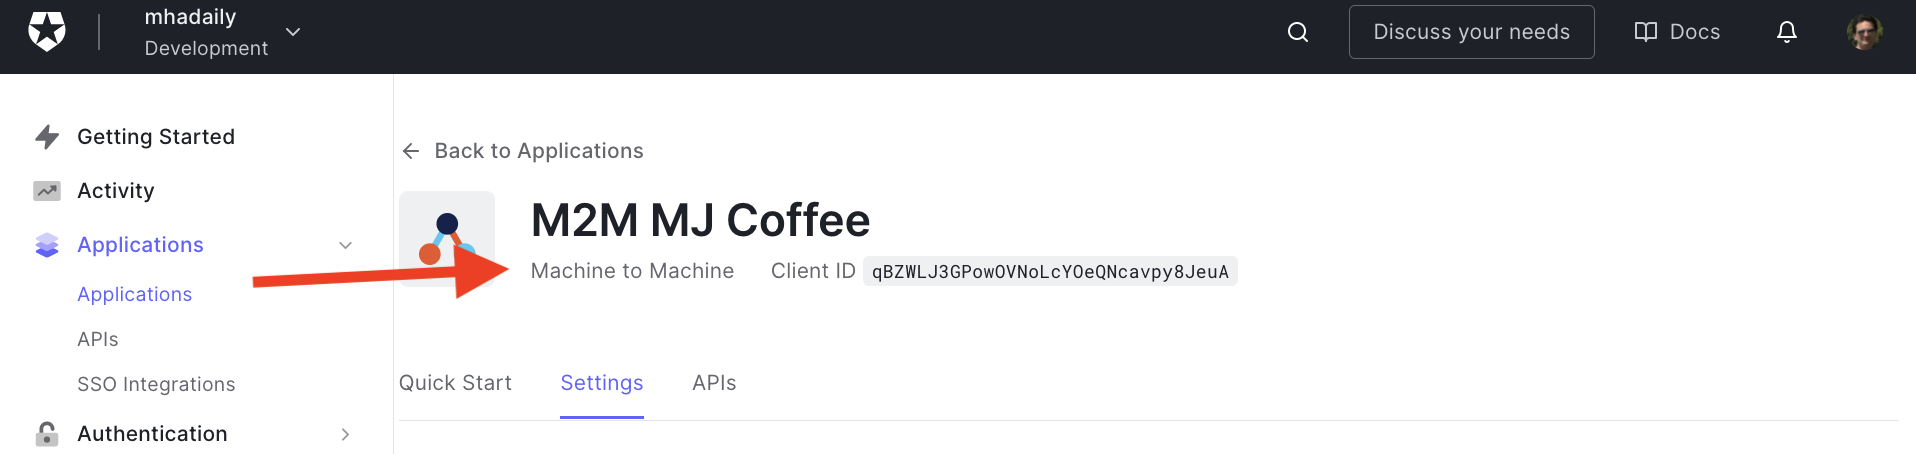 mhadaily
Development
Discuss your needs
Docs
Getting Started
Activity
Applications
Applications
APIs
SSO Integrations
Authentication
Back to Applications
M2M MJ Coffee
Machine to Machine Client ID qBZWLJ3GPowOVNoLcYOeQNcavpy8JeuA
Quick Start Settings APIs